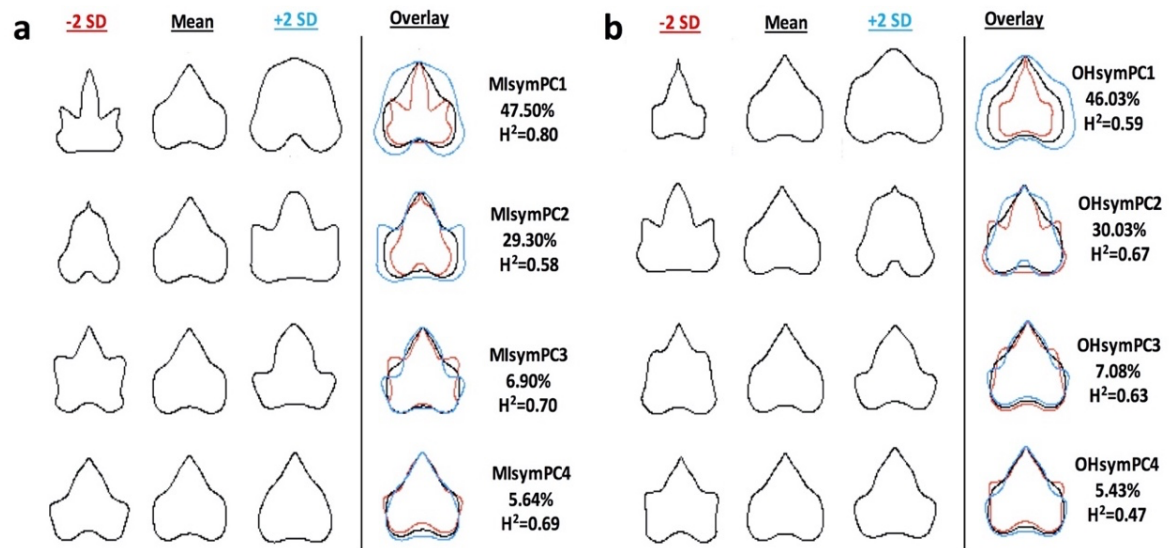 a
-2 SD Mean +2 SD Overlay
MIsymPC1
47.50%
H²=0.80
MIsymPC2
29.30%
H²=0.58
MIsymPC3
6.90%
H²=0.70
MIsymPC4
5.64%
H²=0.69
b
-2 SD Mean +2 SD Overlay
OHsymPC1
46.03%
H²=0.59
OHsymPC2
30.03%
H²=0.67
OHsymPC3
7.08%
H²=0.63
OHsymPC4
5.43%
H²=0.47